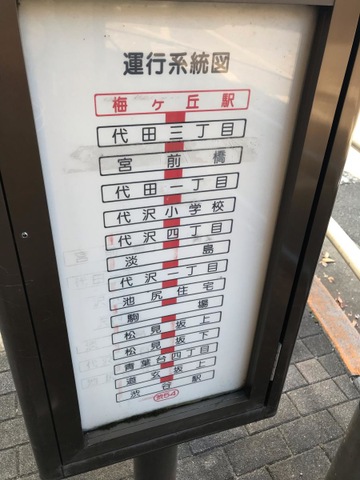 運行系統図
梅ヶ丘駅
代田三丁目
宮前橋
代田一丁目
代沢小学校
代沢四丁目
淡島
代沢一丁目
池尻住宅
駒場
松見坂上
松見坂下
青葉台四丁目
道玄坂上
渋谷駅
渋54